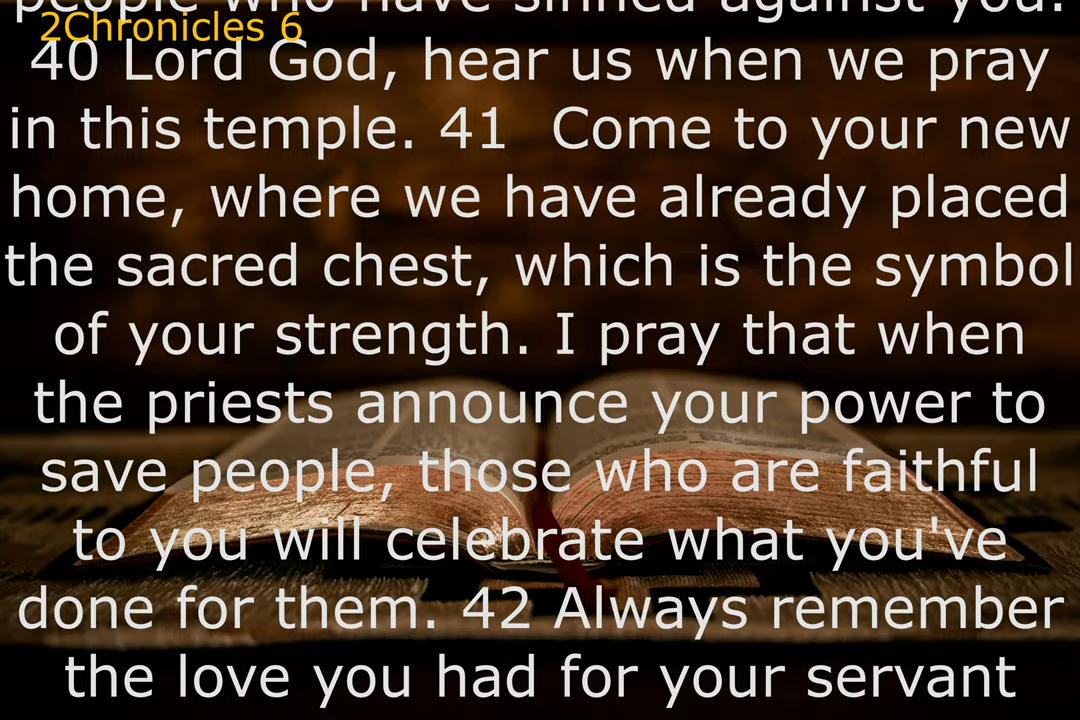 people who have sinned against you.
2Chronicles 6
40 Lord God, hear us when we pray
in this temple. 41 Come to your new
home, where we have already placed
the sacred chest, which is the symbol
of your strength. I pray that when
the priests announce your power to
save people, those who are faithful
to you will celebrate what you've
done for them. 42 Always remember
the love you had for your servant